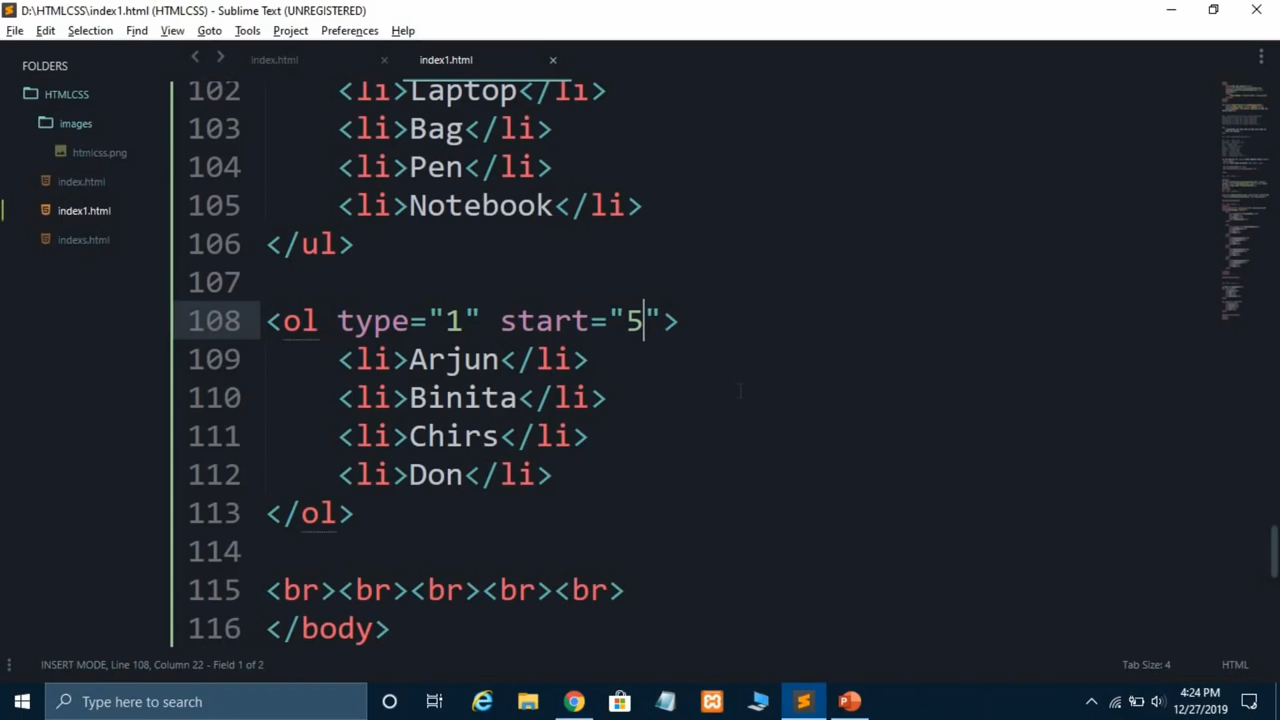 D:\HTMLCSS\index1.html (HTMLCSS) - Sublime Text (UNREGISTERED)
File Edit Selection Find View Goto Tools Project Preferences Help
FOLDERS
HTMLCSS
images
htmlcss.png
index.html
index1.html
indexs.html
index.html × index1.html ×
102 <li>Laptop</li>
103 <li>Bag</li>
104 <li>Pen</li>
105 <li>Notebook</li>
106 </ul>
107
108 <ol type="1" start="5">
109 <li>Arjun</li>
110 <li>Binita</li>
111 <li>Chirs</li>
112 <li>Don</li>
113 </ol>
114
115 <br><br><br><br><br>
116 </body>
INSERT MODE, Line 108, Column 22 - Field 1 of 2 Tab Size: 4 HTML
Type here to search
4:24 PM
12/27/2019